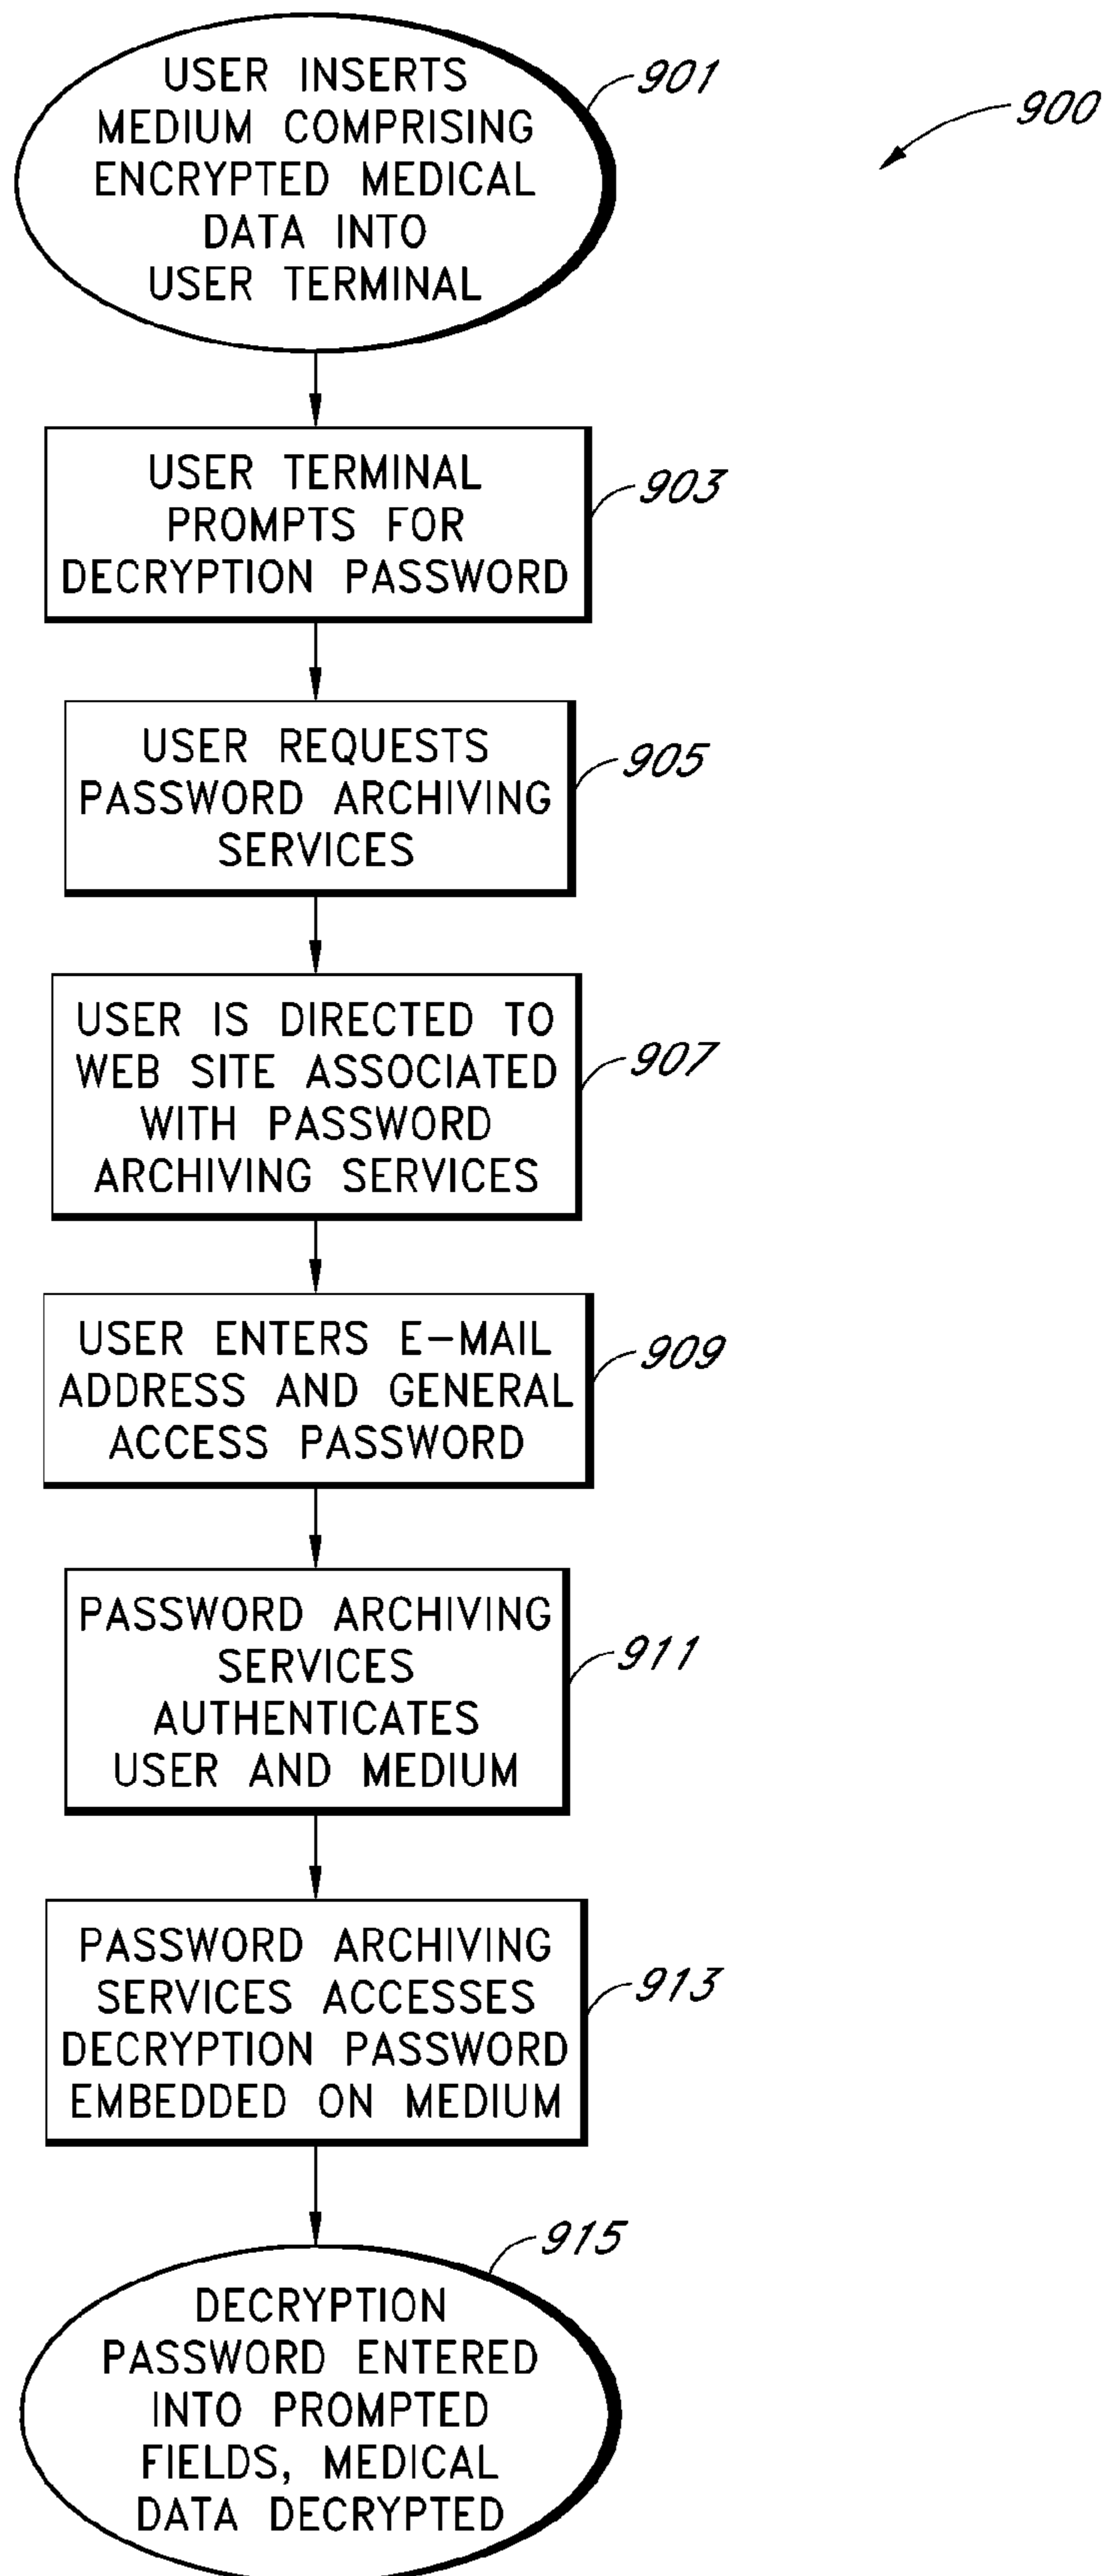 USER INSERTS
MEDIUM COMPRISING
ENCRYPTED MEDICAL
DATA INTO
USER TERMINAL
901
900
USER TERMINAL
PROMPTS FOR
DECRYPTION PASSWORD
903
USER REQUESTS
PASSWORD ARCHIVING
SERVICES
905
USER IS DIRECTED TO
WEB SITE ASSOCIATED
WITH PASSWORD
ARCHIVING SERVICES
907
USER ENTERS E-MAIL
ADDRESS AND GENERAL
ACCESS PASSWORD
909
PASSWORD ARCHIVING
SERVICES
AUTHENTICATES
USER AND MEDIUM
911
PASSWORD ARCHIVING
SERVICES ACCESSES
DECRYPTION PASSWORD
EMBEDDED ON MEDIUM
913
915
DECRYPTION
PASSWORD ENTERED
INTO PROMPTED
FIELDS, MEDICAL
DATA DECRYPTED